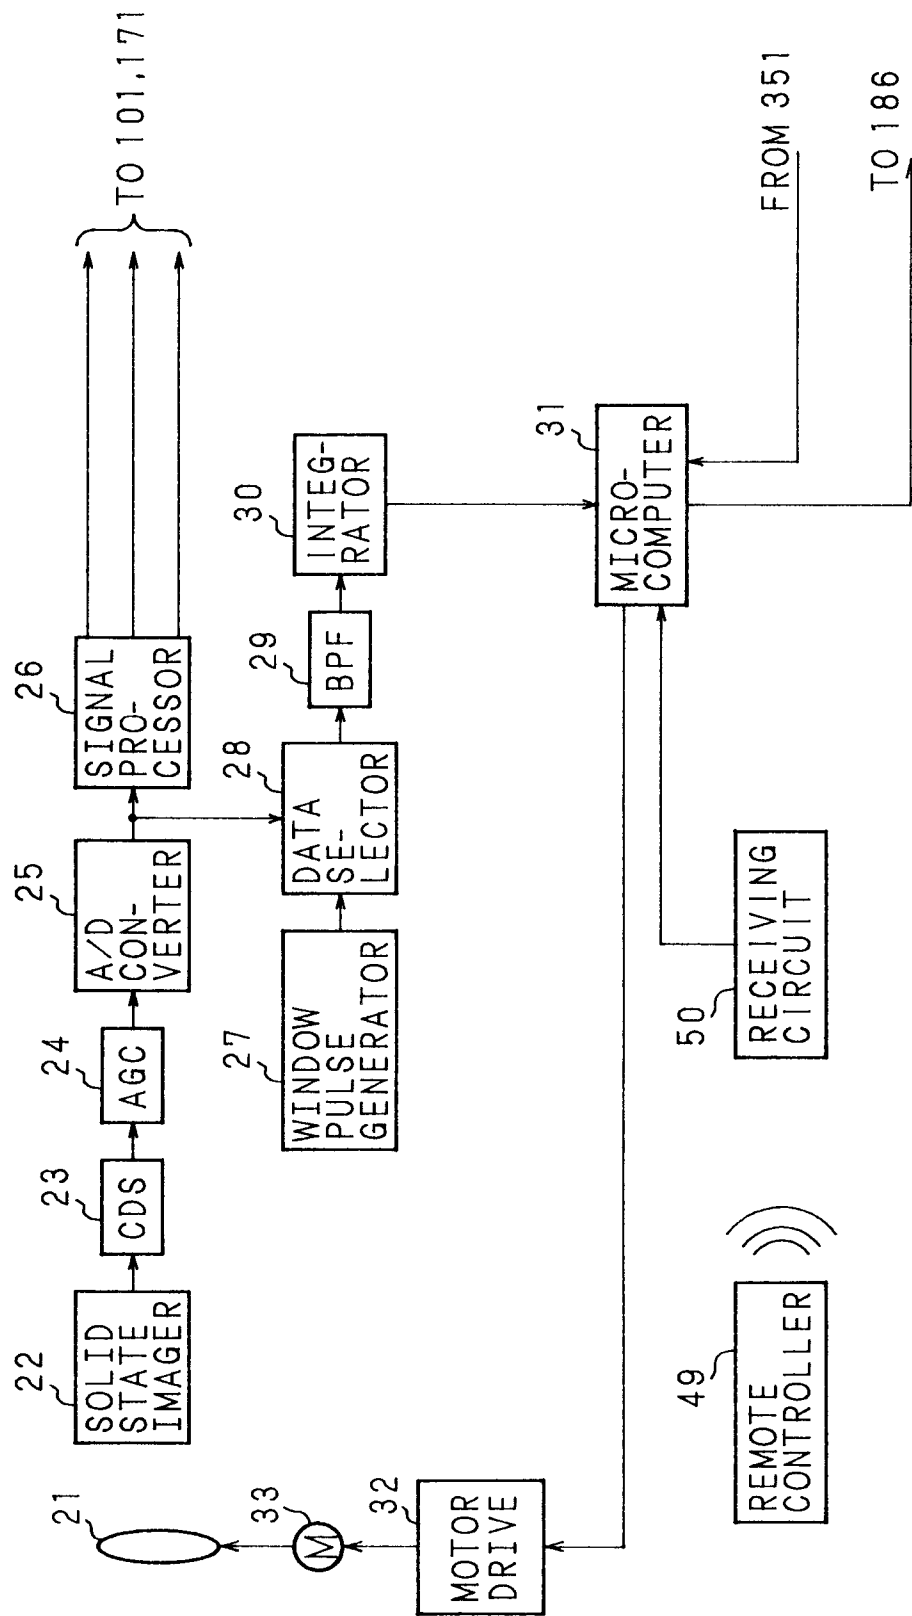 21
33
M
32
MOTOR
DRIVE
22
SOLID
STATE
IMAGER
23
CDS
24
AGC
25
A/D
CON-
VERTER
26
SIGNAL
PRO-
CESSOR
TO 101,171
27
WINDOW
PULSE
GENERATOR
28
DATA
SE-
LECTOR
29
BPF
30
INTEG-
RATOR
31
MICRO-
COMPUTER
FROM 351
TO 186
49
REMOTE
CONTROLLER
50
RECEIVING
CIRCUIT